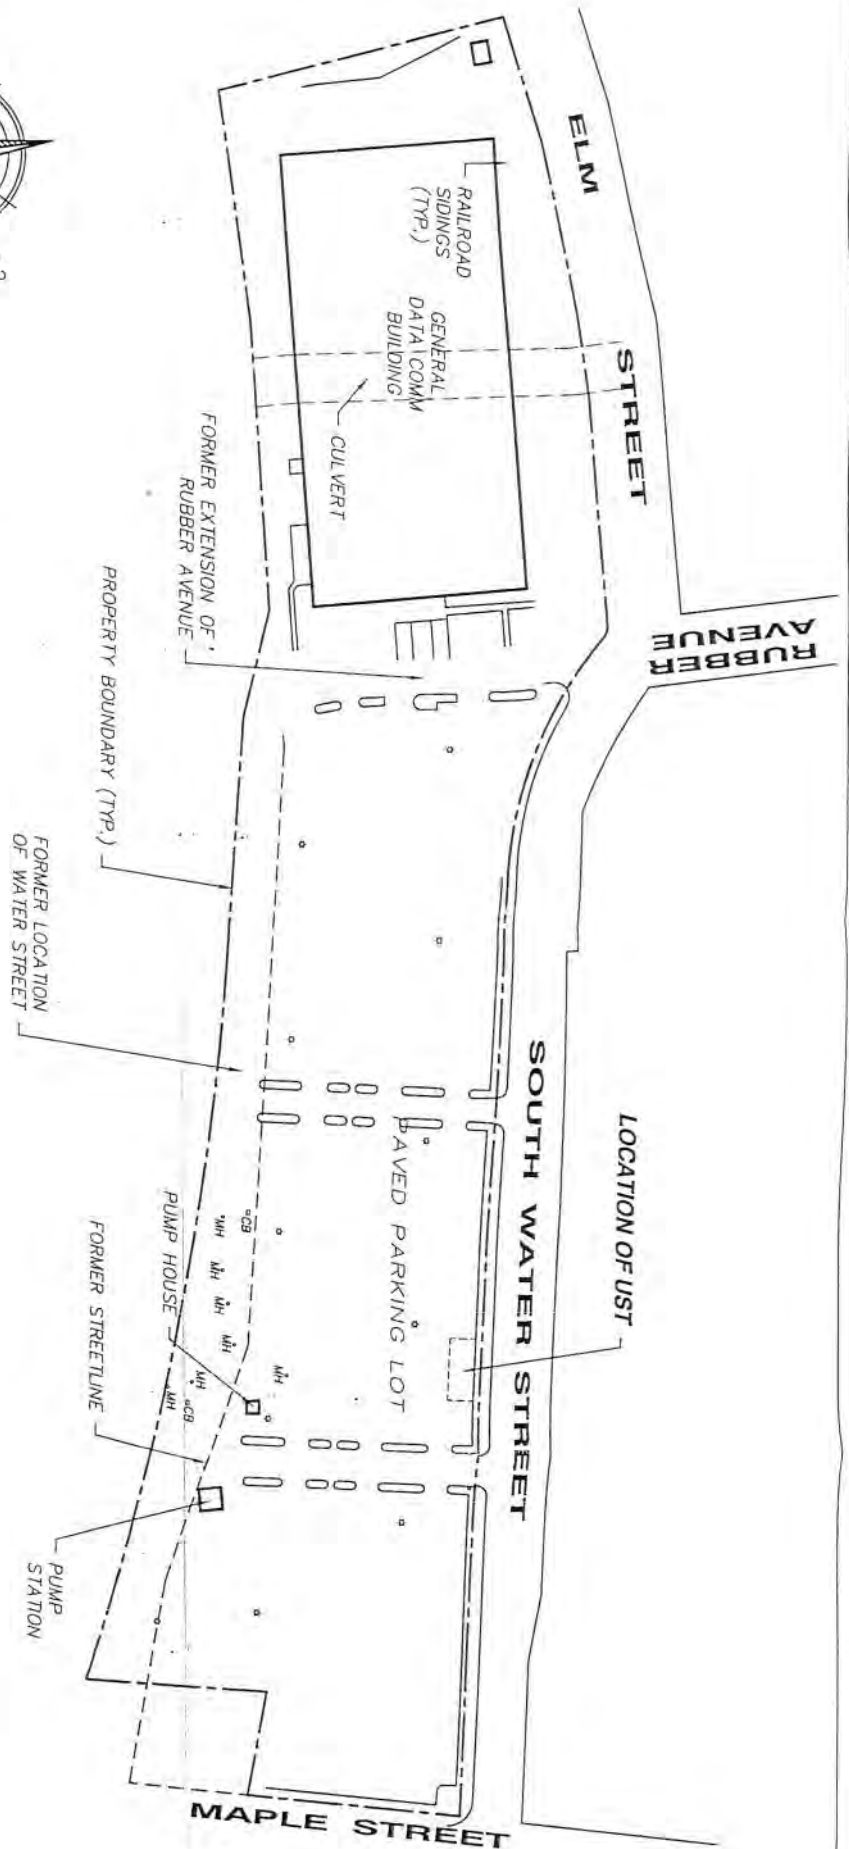 ELM
STREET
RAILROAD
SIDINGS
(TYP.)
GENERAL
DATA COMM
BUILDING
CULVERT
RUBBER
AVENUE
FORMER EXTENSION OF
RUBBER AVENUE
PROPERTY BOUNDARY (TYP.)
FORMER LOCATION
OF WATER STREET
SOUTH WATER STREET
LOCATION OF UST
PAVED PARKING LOT
CB
MH
MH
MH
MH
MH
MH
CB
MH
PUMP HOUSE
FORMER STREETLINE
PUMP
STATION
MAPLE STREET